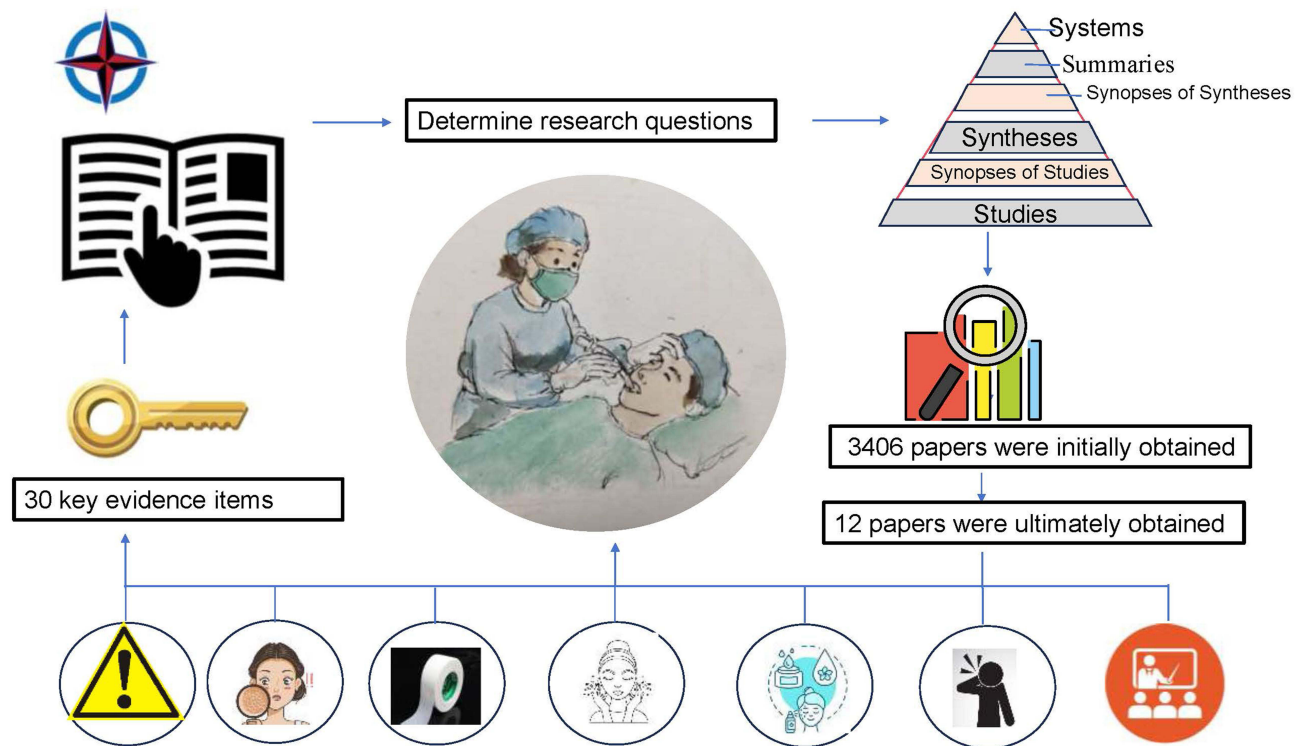 Determine research questions
Systems
Summaries
Synopses of Syntheses
Syntheses
Synopses of Studies
Studies
3406 papers were initially obtained
12 papers were ultimately obtained
30 key evidence items